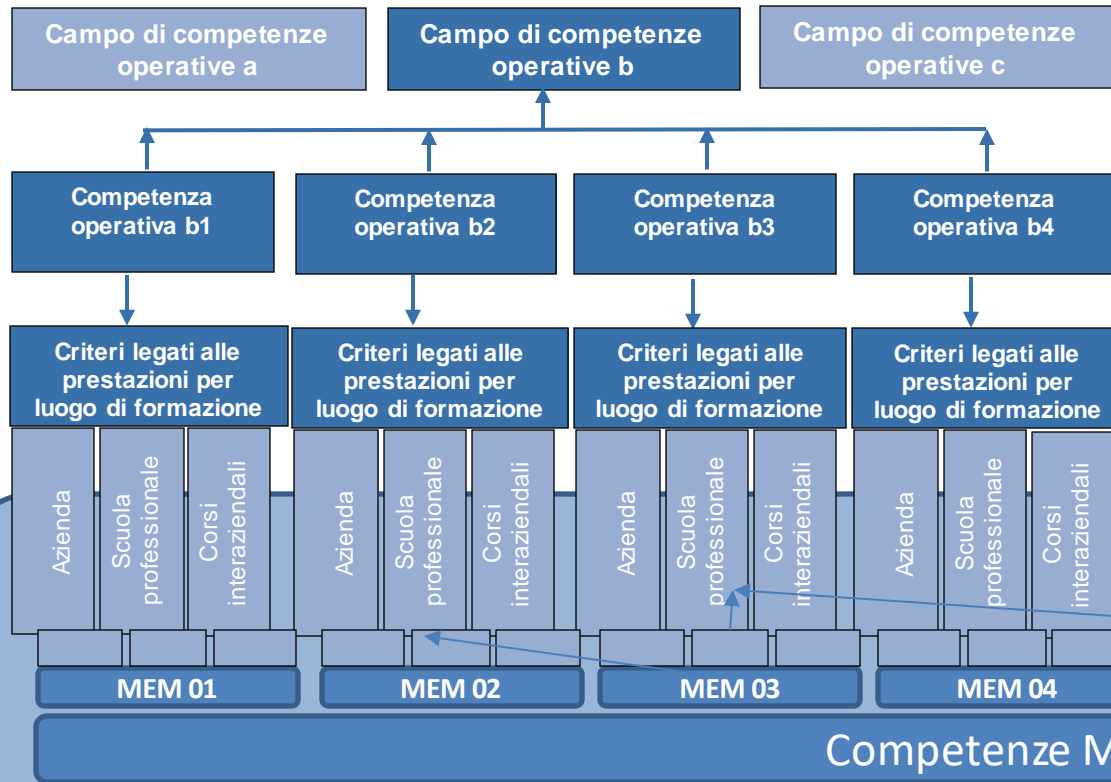 Campo di competenze
operative a
Campo di competenze
operative b
Campo di competenze
operative c
Competenza
operativa b1
Competenza
operativa b2
Competenza
operativa b3
Competenza
operativa b4
Criteri legati alle
prestazioni per
luogo di formazione
Criteri legati alle
prestazioni per
luogo di formazione
Criteri legati alle
prestazioni per
luogo di formazione
Criteri legati alle
prestazioni per
luogo di formazione
Azienda
Scuola
professionale
Corsi
interaziendali
Azienda
Scuola
professionale
Corsi
interaziendali
Azienda
Scuola
professionale
Corsi
interaziendali
Azienda
Scuola
professionale
Corsi
interaziendali
MEM 01
MEM 02
MEM 03
MEM 04
Competenze M